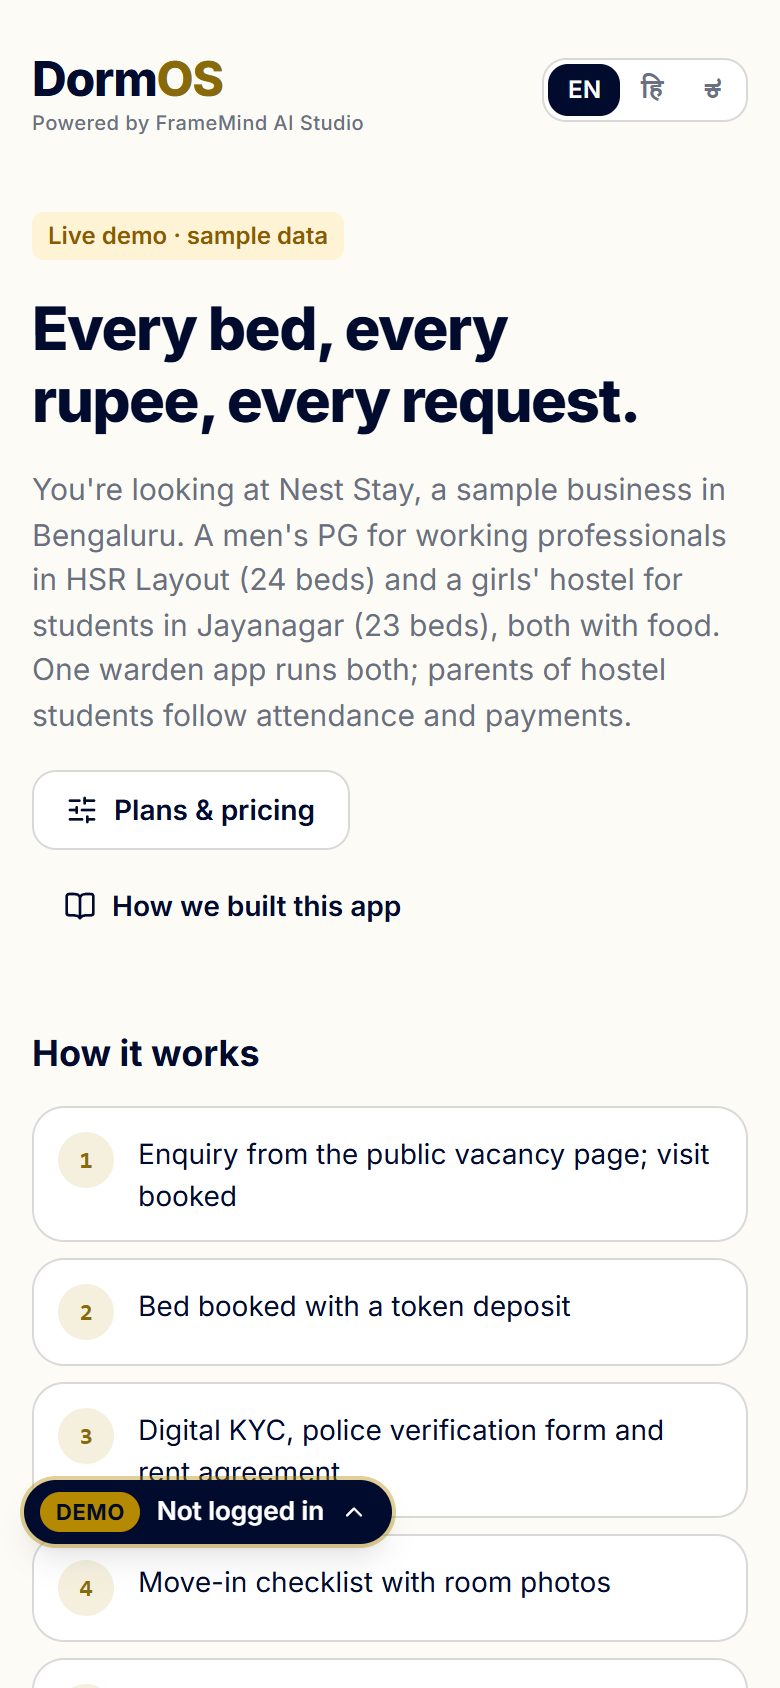 DormOS
Powered by FrameMind AI Studio
EN हि ಕ
Live demo · sample data
Every bed, every
rupee, every request.
You're looking at Nest Stay, a sample business in
Bengaluru. A men's PG for working professionals
in HSR Layout (24 beds) and a girls' hostel for
students in Jayanagar (23 beds), both with food.
One warden app runs both; parents of hostel
students follow attendance and payments.
Plans & pricing
How we built this app
How it works
1 Enquiry from the public vacancy page; visit
booked
2 Bed booked with a token deposit
3 Digital KYC, police verification form and
rent agreement
DEMO Not logged in
4 Move-in checklist with room photos